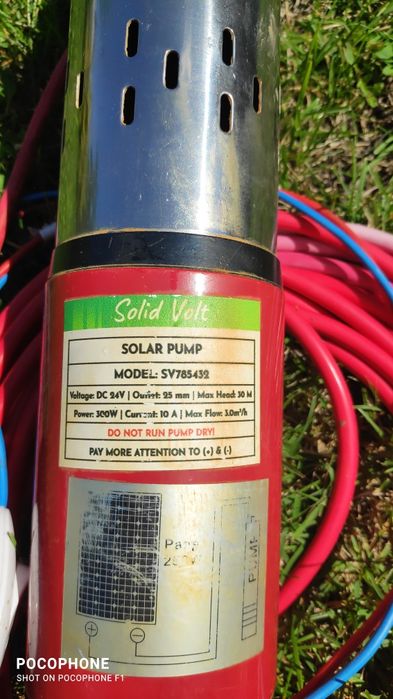 Solid Volt
SOLAR PUMP
MODEL: SV785432
Voltage: DC 24V | Outlet: 25 mm | Max Head: 30 M
Power: 300W | Current: 10 A | Max Flow: 3.0m³/h
DO NOT RUN PUMP DRY!
PAY MORE ATTENTION TO (+) & (-)
PUMP
+
−
POCOPHONE
SHOT ON POCOPHONE F1